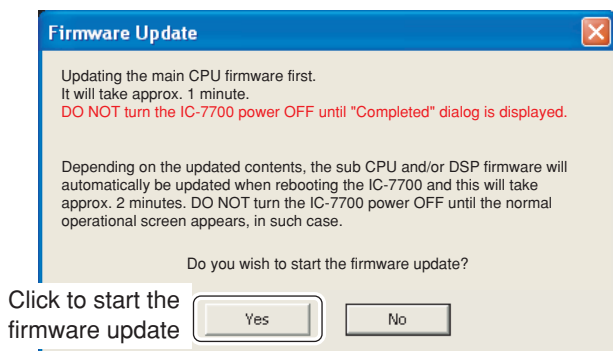 Firmware Update
Updating the main CPU firmware first.
It will take approx. 1 minute.
DO NOT turn the IC-7700 power OFF until "Completed" dialog is displayed.
Depending on the updated contents, the sub CPU and/or DSP firmware will
automatically be updated when rebooting the IC-7700 and this will take
approx. 2 minutes. DO NOT turn the IC-7700 power OFF until the normal
operational screen appears, in such case.
Do you wish to start the firmware update?
Click to start the
firmware update
Yes
No